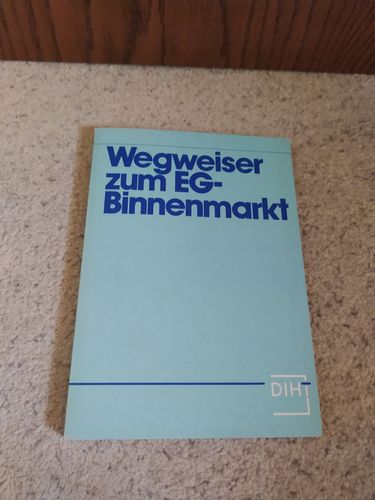 Wegweiser
zum EG-
Binnenmarkt
DIHT